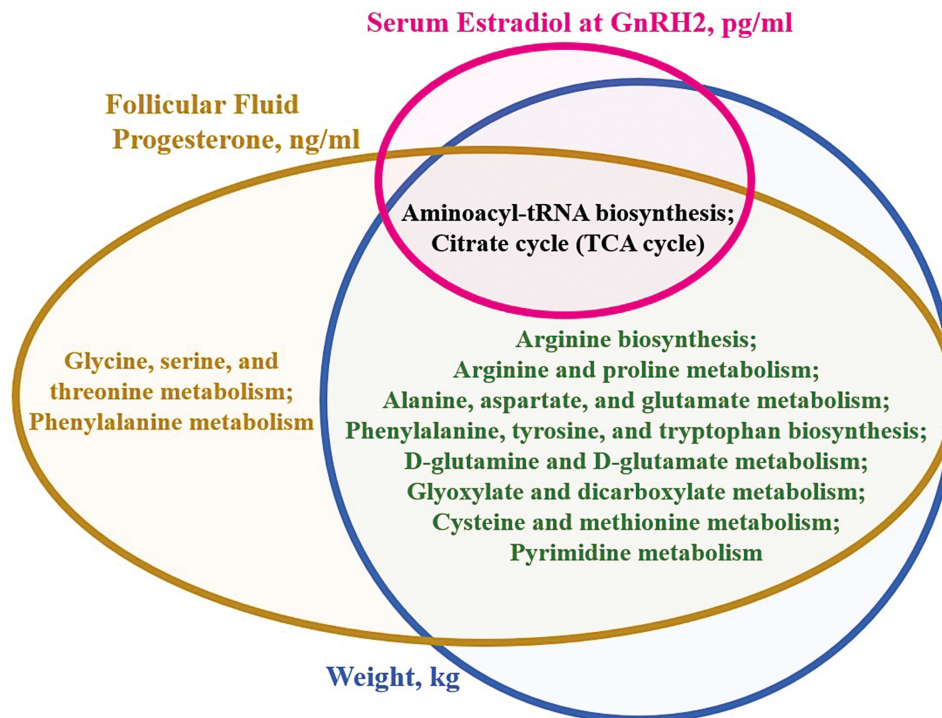 Serum Estradiol at GnRH2, pg/ml
Follicular Fluid
Progesterone, ng/ml
Aminoacyl-tRNA biosynthesis;
Citrate cycle (TCA cycle)
Glycine, serine, and
threonine metabolism;
Phenylalanine metabolism
Arginine biosynthesis;
Arginine and proline metabolism;
Alanine, aspartate, and glutamate metabolism;
Phenylalanine, tyrosine, and tryptophan biosynthesis;
D-glutamine and D-glutamate metabolism;
Glyoxylate and dicarboxylate metabolism;
Cysteine and methionine metabolism;
Pyrimidine metabolism
Weight, kg